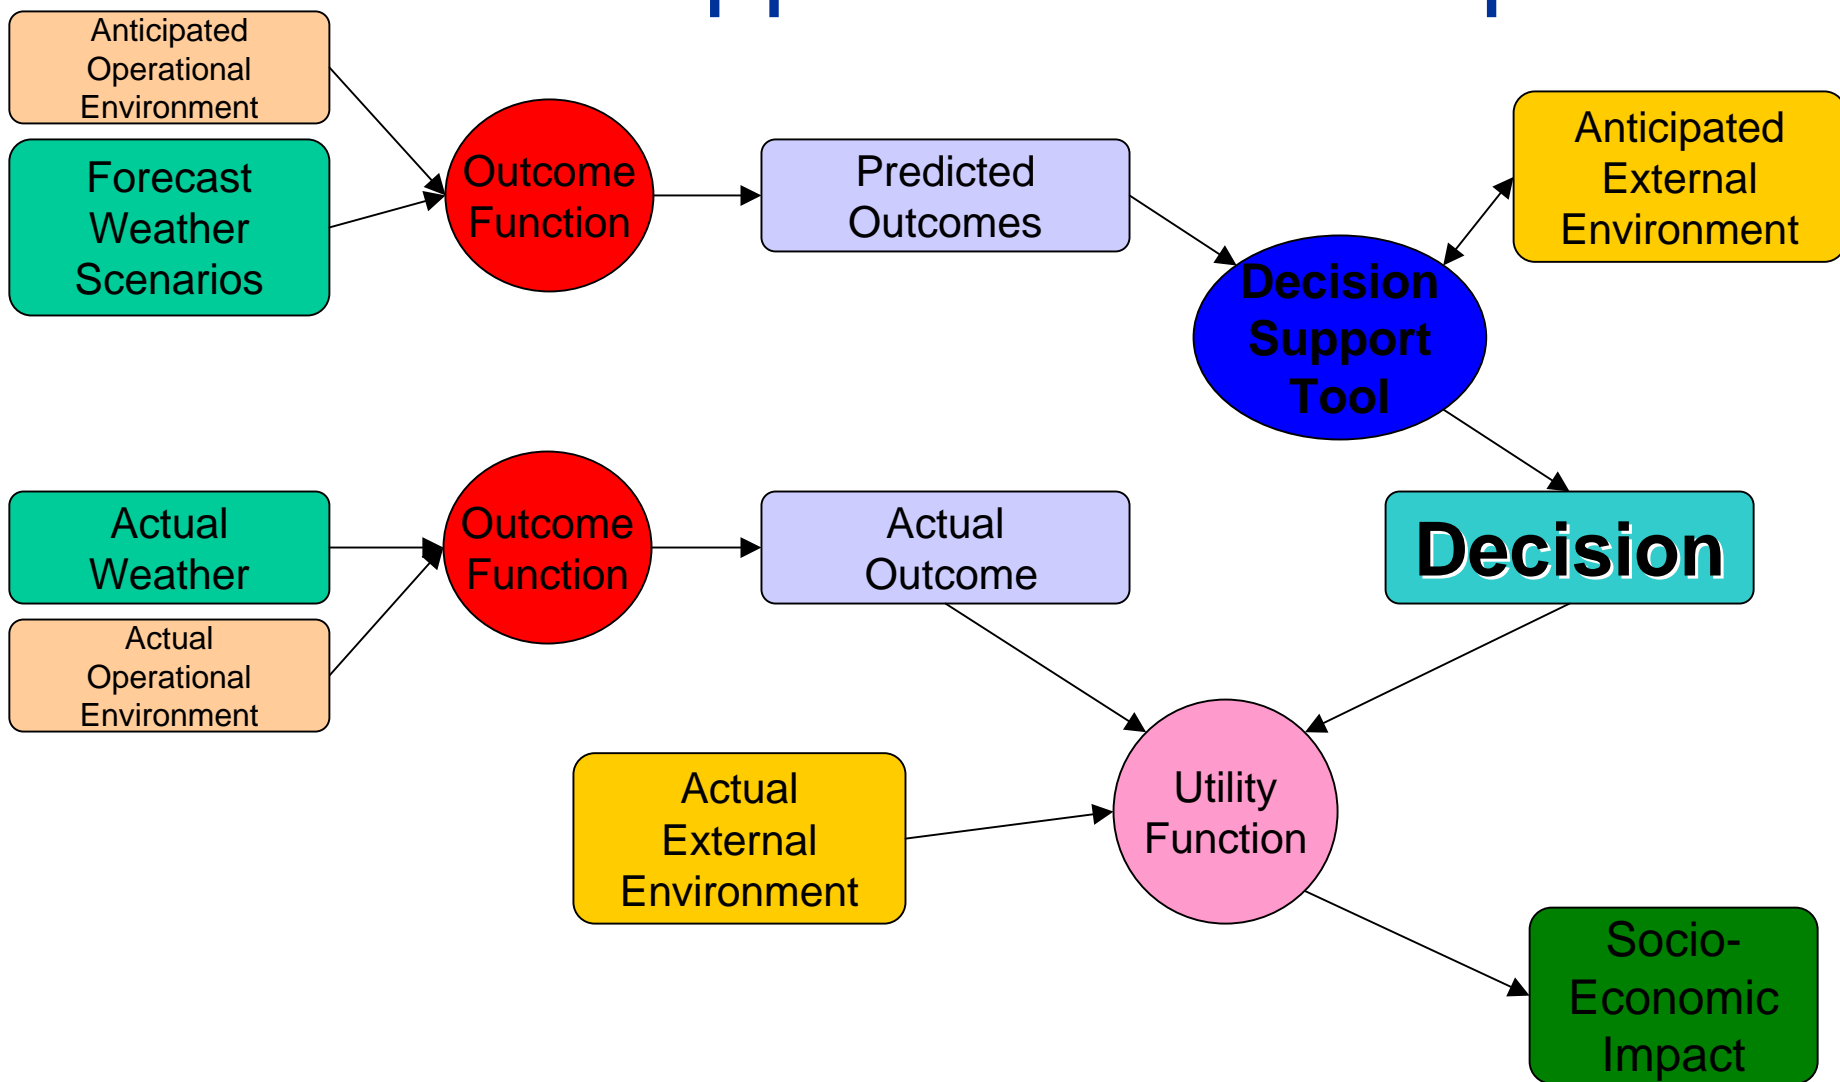 Anticipated
Operational
Environment
Forecast
Weather
Scenarios
Outcome
Function
Predicted
Outcomes
Anticipated
External
Environment
Decision
Support
Tool
Actual
Weather
Actual
Operational
Environment
Outcome
Function
Actual
Outcome
Decision
Actual
External
Environment
Utility
Function
Socio-
Economic
Impact